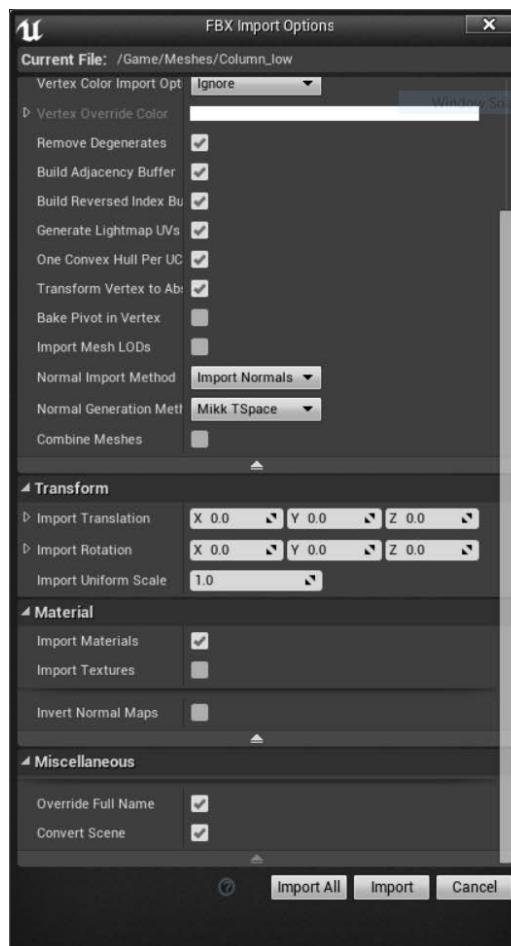 FBX Import Options
Current File: /Game/Meshes/Column_low
Vertex Color Import Opt Ignore
Window Sn
Vertex Override Color
Remove Degenerates
Build Adjacency Buffer
Build Reversed Index Bu
Generate Lightmap UVs
One Convex Hull Per UC
Transform Vertex to Ab
Bake Pivot in Vertex
Import Mesh LODs
Normal Import Method Import Normals
Normal Generation Met Mikk TSpace
Combine Meshes
Transform
Import Translation X 0.0 Y 0.0 Z 0.0
Import Rotation X 0.0 Y 0.0 Z 0.0
Import Uniform Scale 1.0
Material
Import Materials
Import Textures
Invert Normal Maps
Miscellaneous
Override Full Name
Convert Scene
? Import All Import Cancel